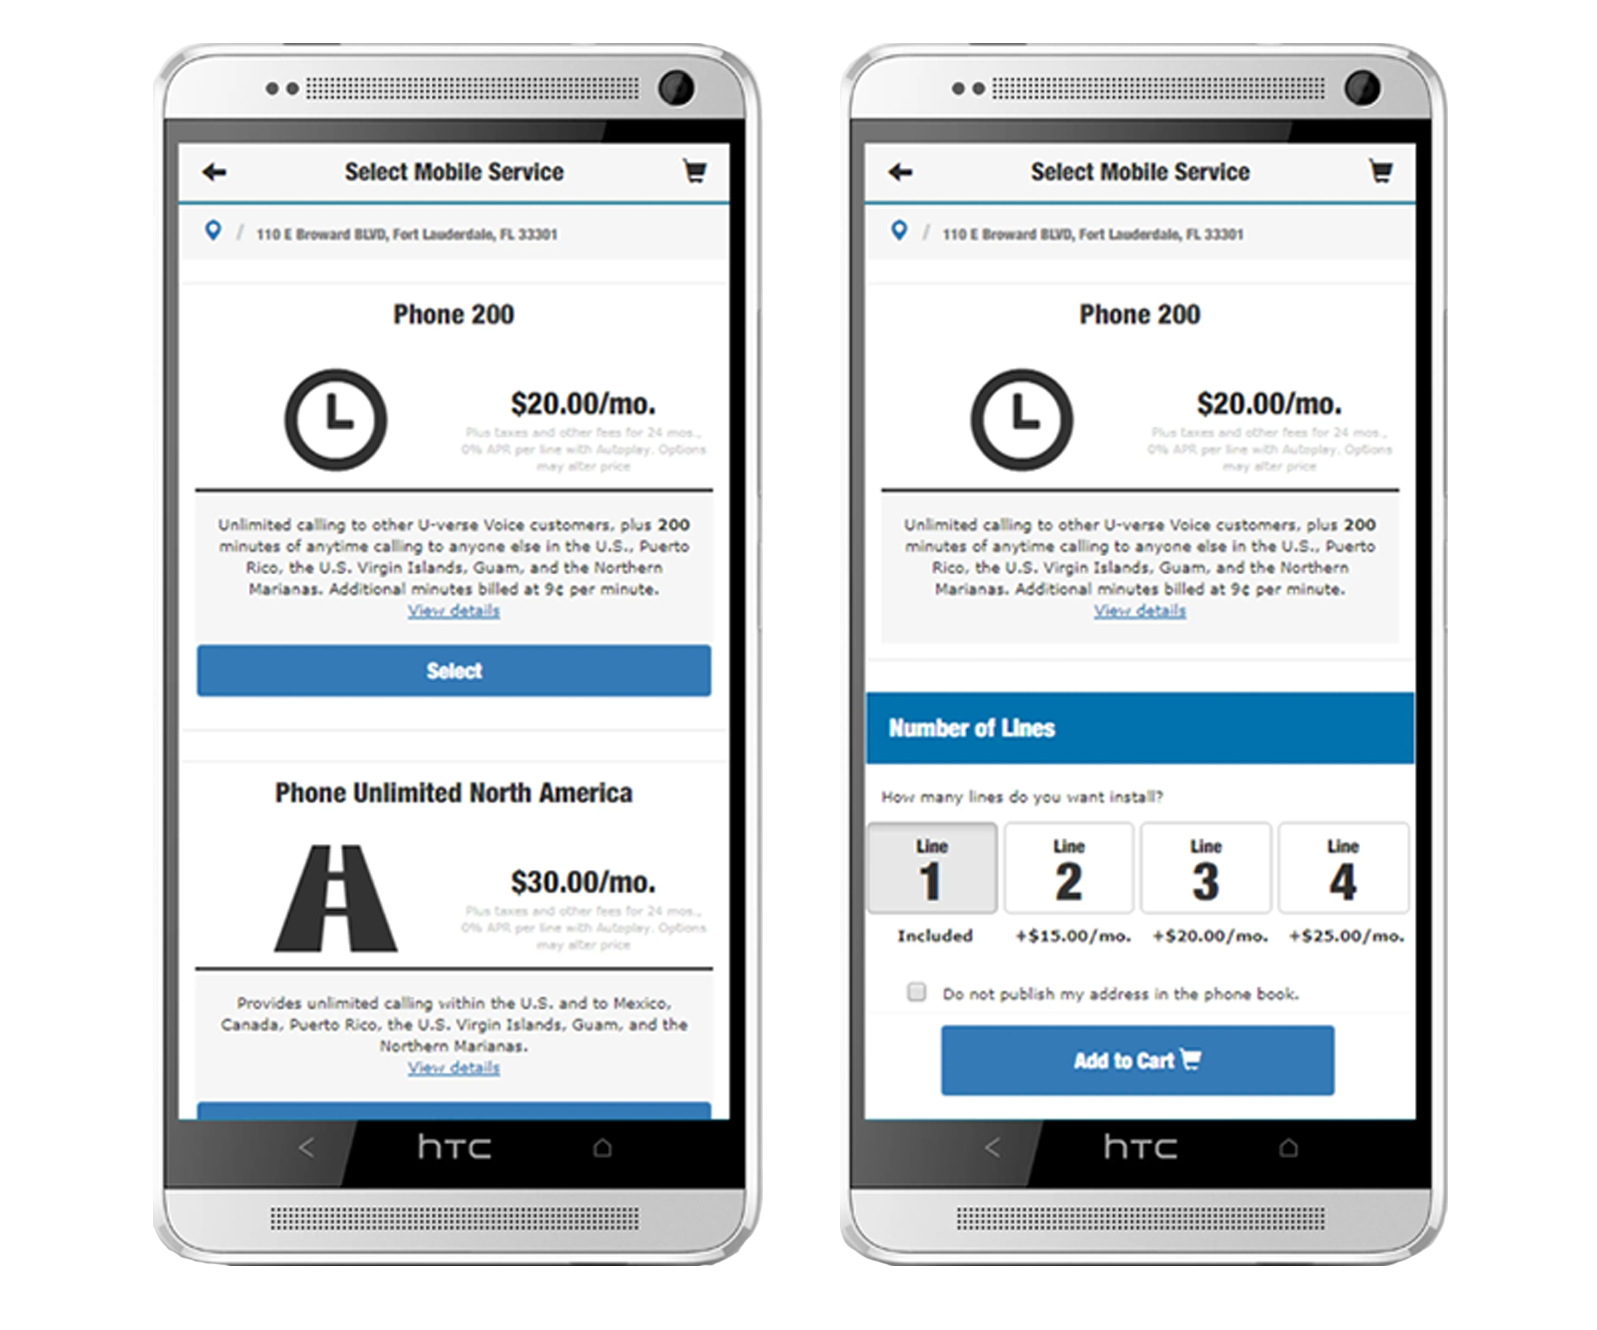 Select Mobile Service
/ 110 E Broward BLVD, Fort Lauderdale, FL 33301
Phone 200
$20.00/mo.
Plus taxes and other fees for 24 mos.,
0% APR per line with Autoplay. Options
may alter price
Unlimited calling to other U-verse Voice customers, plus 200
minutes of anytime calling to anyone else in the U.S., Puerto
Rico, the U.S. Virgin Islands, Guam, and the Northern
Marianas. Additional minutes billed at 9¢ per minute.
View details
Select
Phone Unlimited North America
$30.00/mo.
Plus taxes and other fees for 24 mos.,
0% APR per line with Autoplay. Options
may alter price
Provides unlimited calling within the U.S. and to Mexico,
Canada, Puerto Rico, the U.S. Virgin Islands, Guam, and the
Northern Marianas.
View details
hTC
Select Mobile Service
/ 110 E Broward BLVD, Fort Lauderdale, FL 33301
Phone 200
$20.00/mo.
Plus taxes and other fees for 24 mos.,
0% APR per line with Autoplay. Options
may alter price
Unlimited calling to other U-verse Voice customers, plus 200
minutes of anytime calling to anyone else in the U.S., Puerto
Rico, the U.S. Virgin Islands, Guam, and the Northern
Marianas. Additional minutes billed at 9¢ per minute.
View details
Number of Lines
How many lines do you want install?
Line Line Line Line
1 2 3 4
Included +$15.00/mo. +$20.00/mo. +$25.00/mo.
Do not publish my address in the phone book.
Add to Cart
hTC